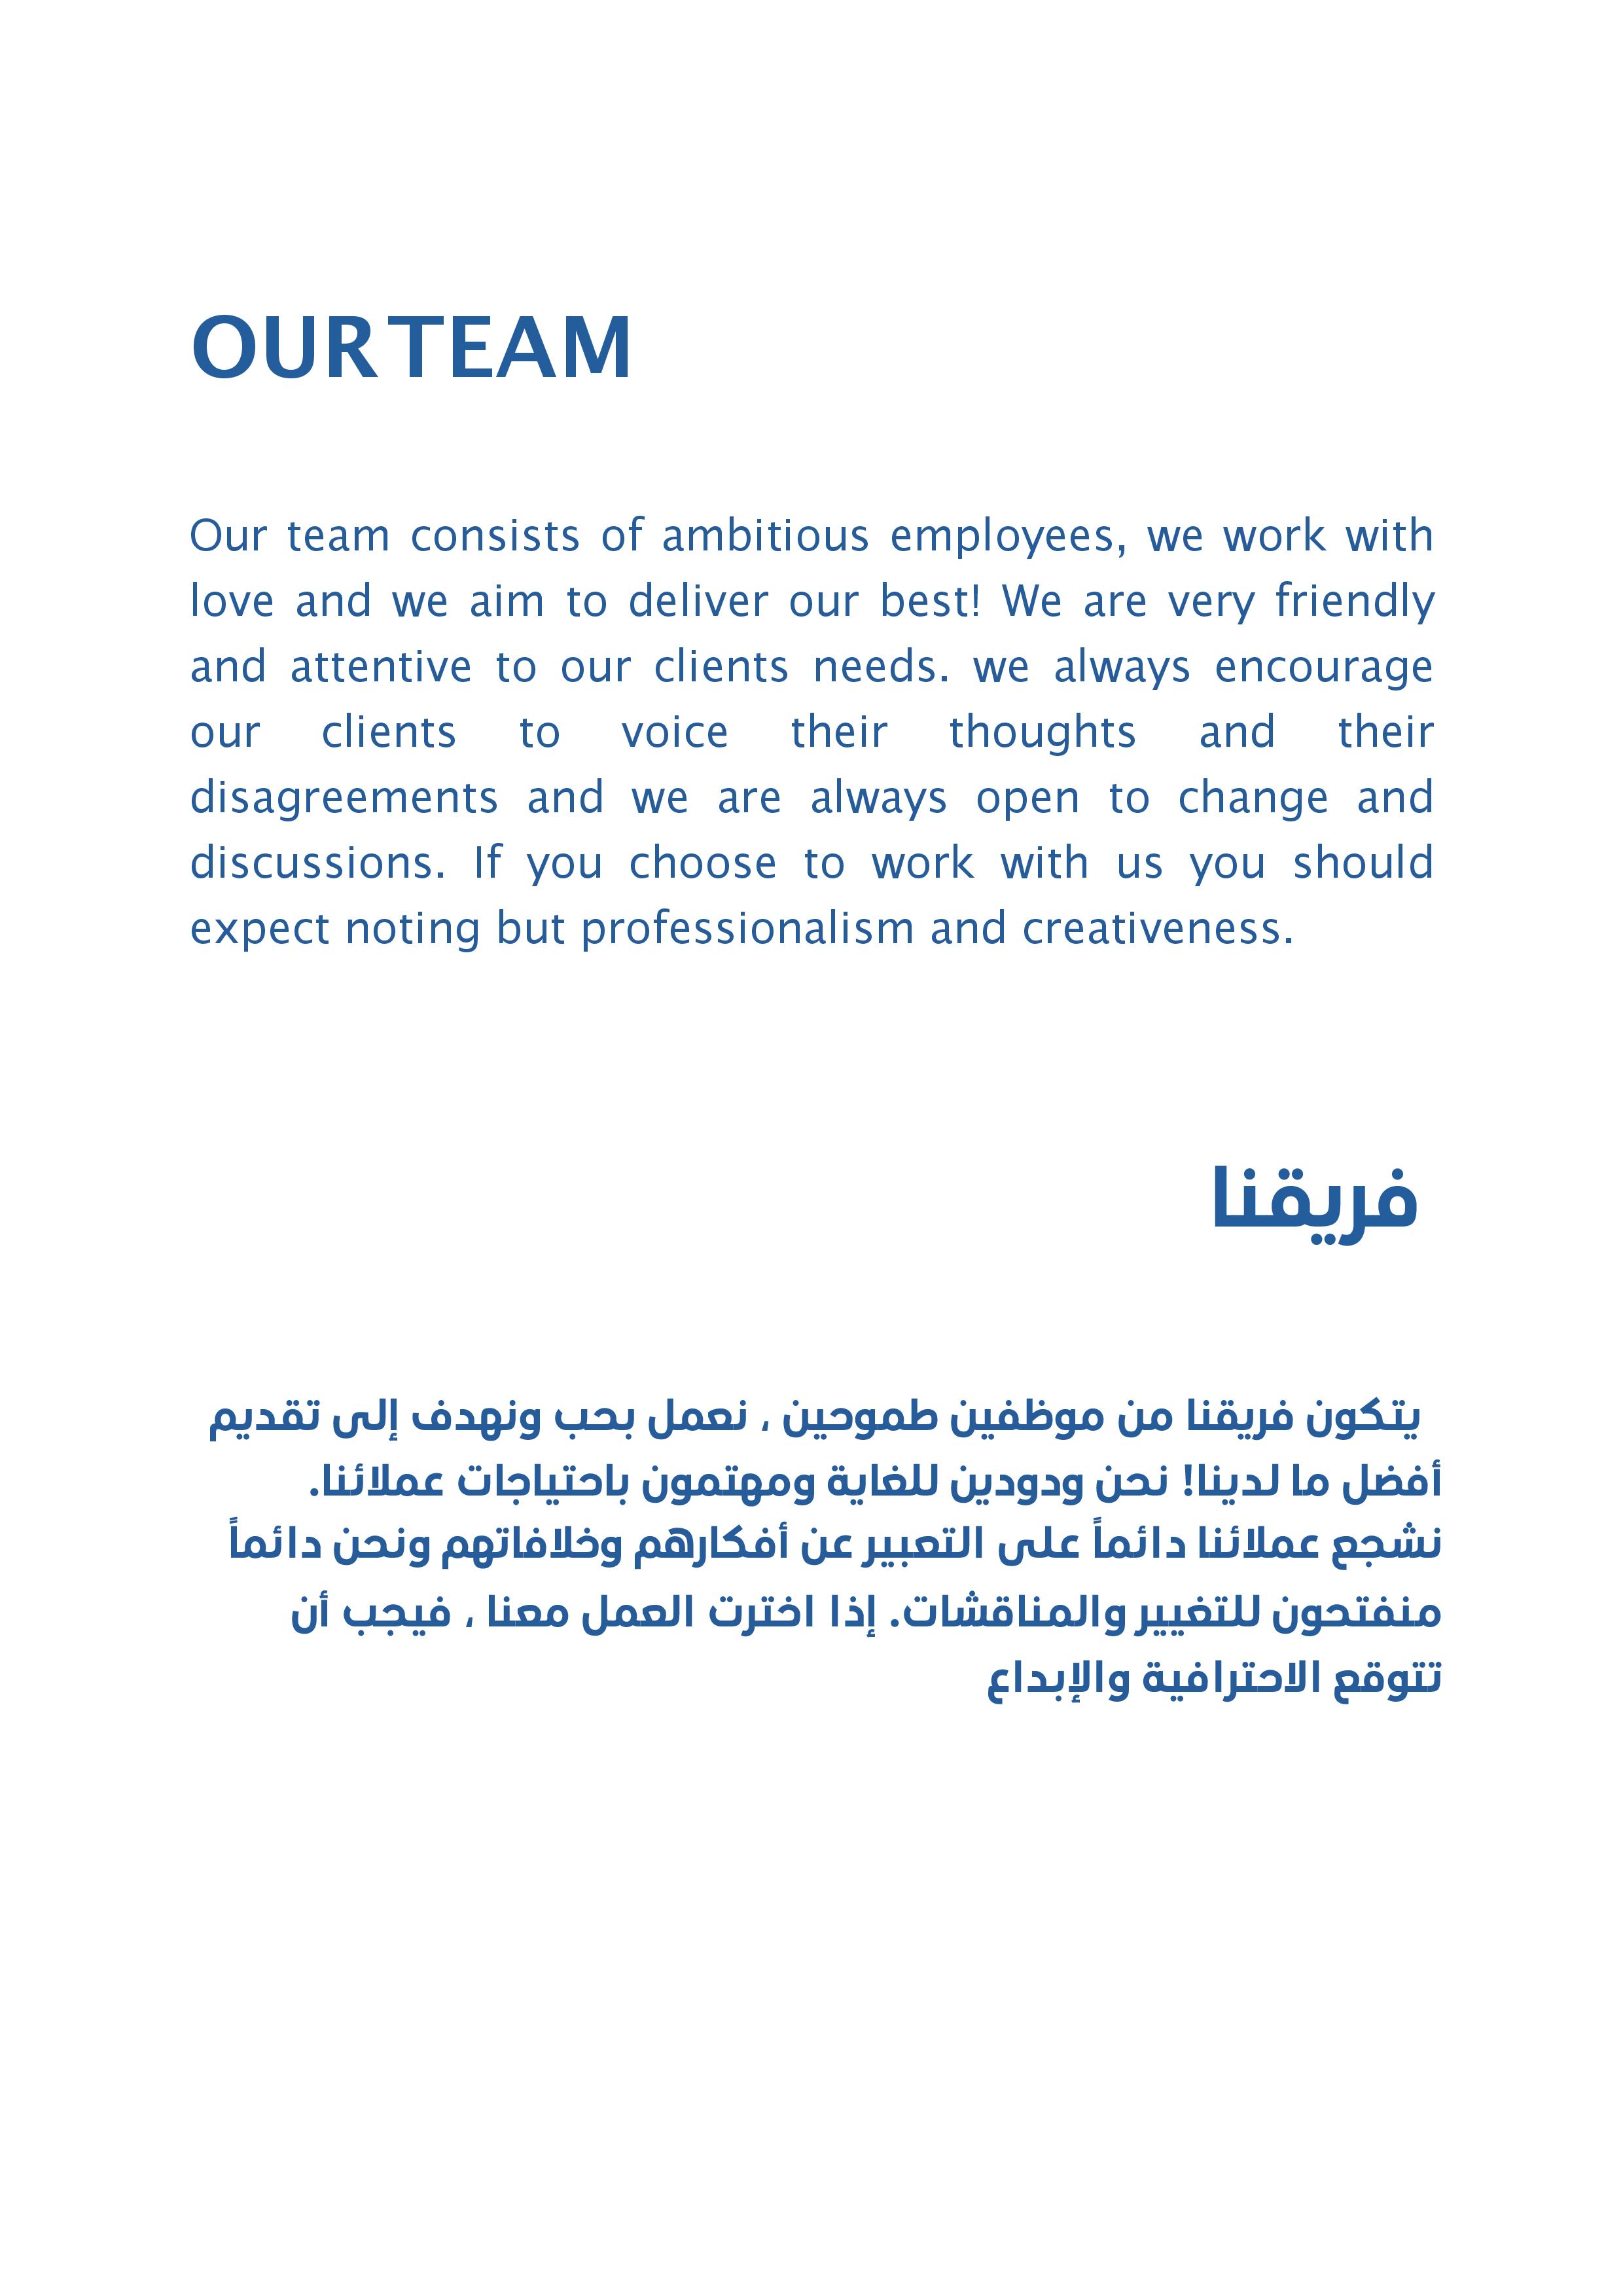 OUR TEAM
Our team consists of ambitious employees, we work with
love and we aim to deliver our best! We are very friendly
and attentive to our clients needs. we always encourage
our clients to voice their thoughts and their
disagreements and we are always open to change and
discussions. If you choose to work with us you should
expect noting but professionalism and creativeness.
فريقنا
يتكون فريقنا من موظفين طموحين ، نعمل بحب ونهدف إلى تقديم
أفضل ما لدينا! نحن ودودين للغاية ومهتمون باحتياجات عملائنا.
نشجع عملائنا دائماً على التعبير عن أفكارهم وخلافاتهم ونحن دائماً
منفتحون للتغيير والمناقشات. إذا اخترت العمل معنا ، فيجب أن
تتوقع الاحترافية والإبداع